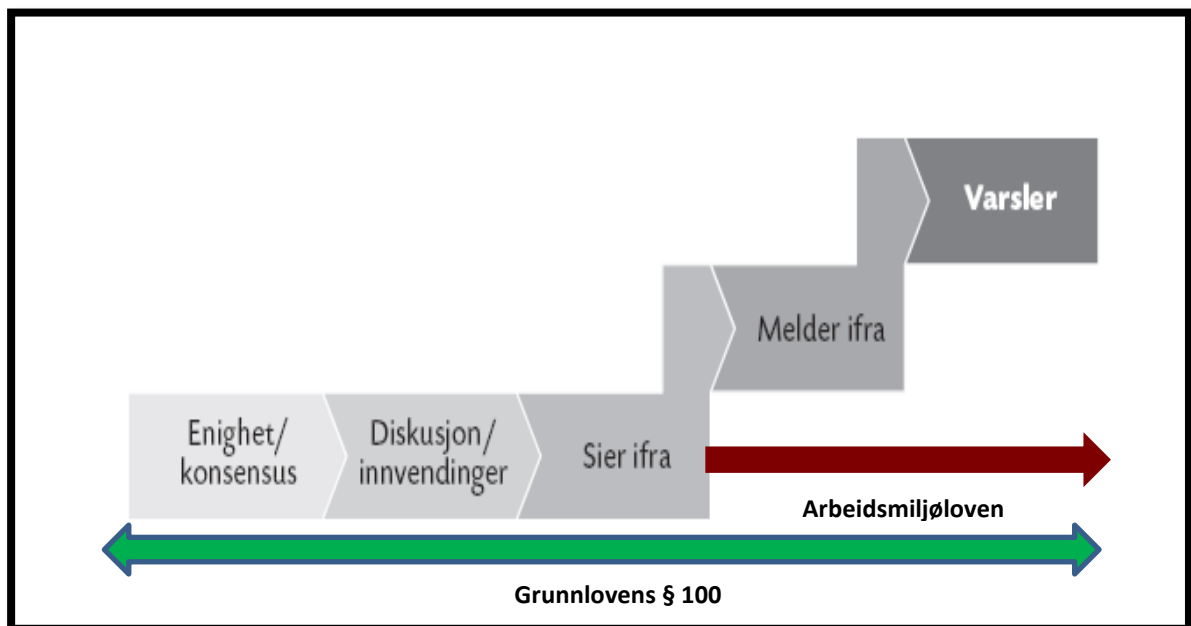 Varsler
Melder ifra
Enighet/
konsensus
Diskusjon/
innvendinger
Sier ifra
Arbeidsmiljøloven
Grunnlovens § 100